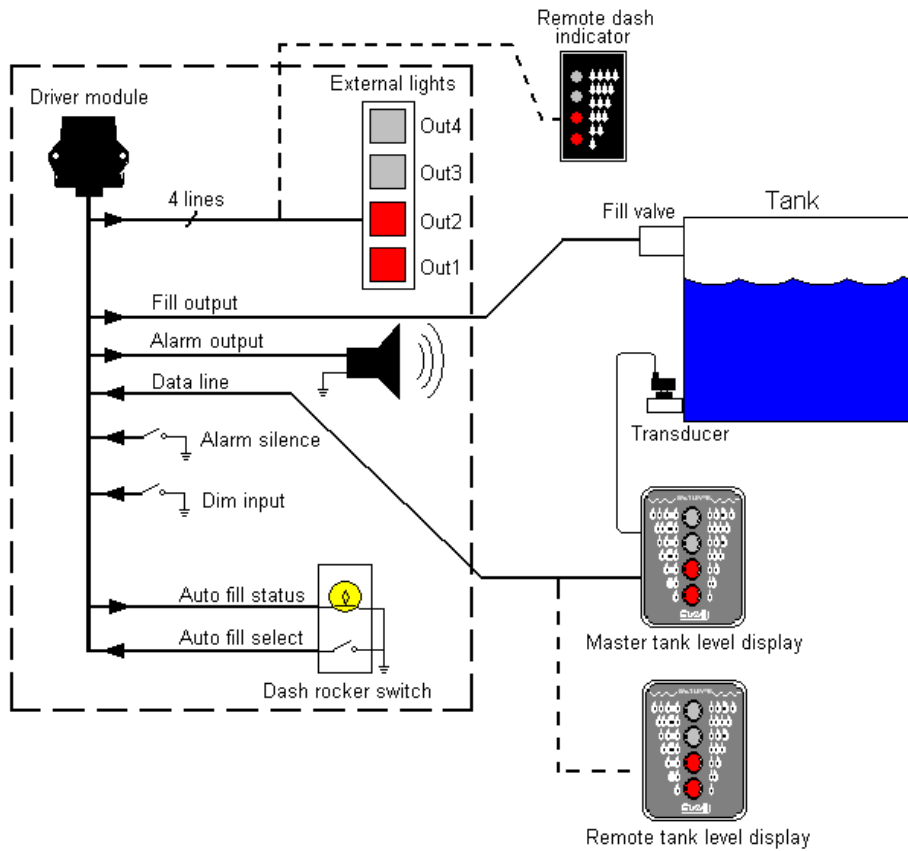 Remote dash
indicator
Driver module
External lights
Out4
Out3
4 lines
Out2
Out1
Fill valve
Tank
Fill output
Alarm output
Data line
Transducer
Alarm silence
Dim input
Auto fill status
Auto fill select
Dash rocker switch
Master tank level display
Remote tank level display